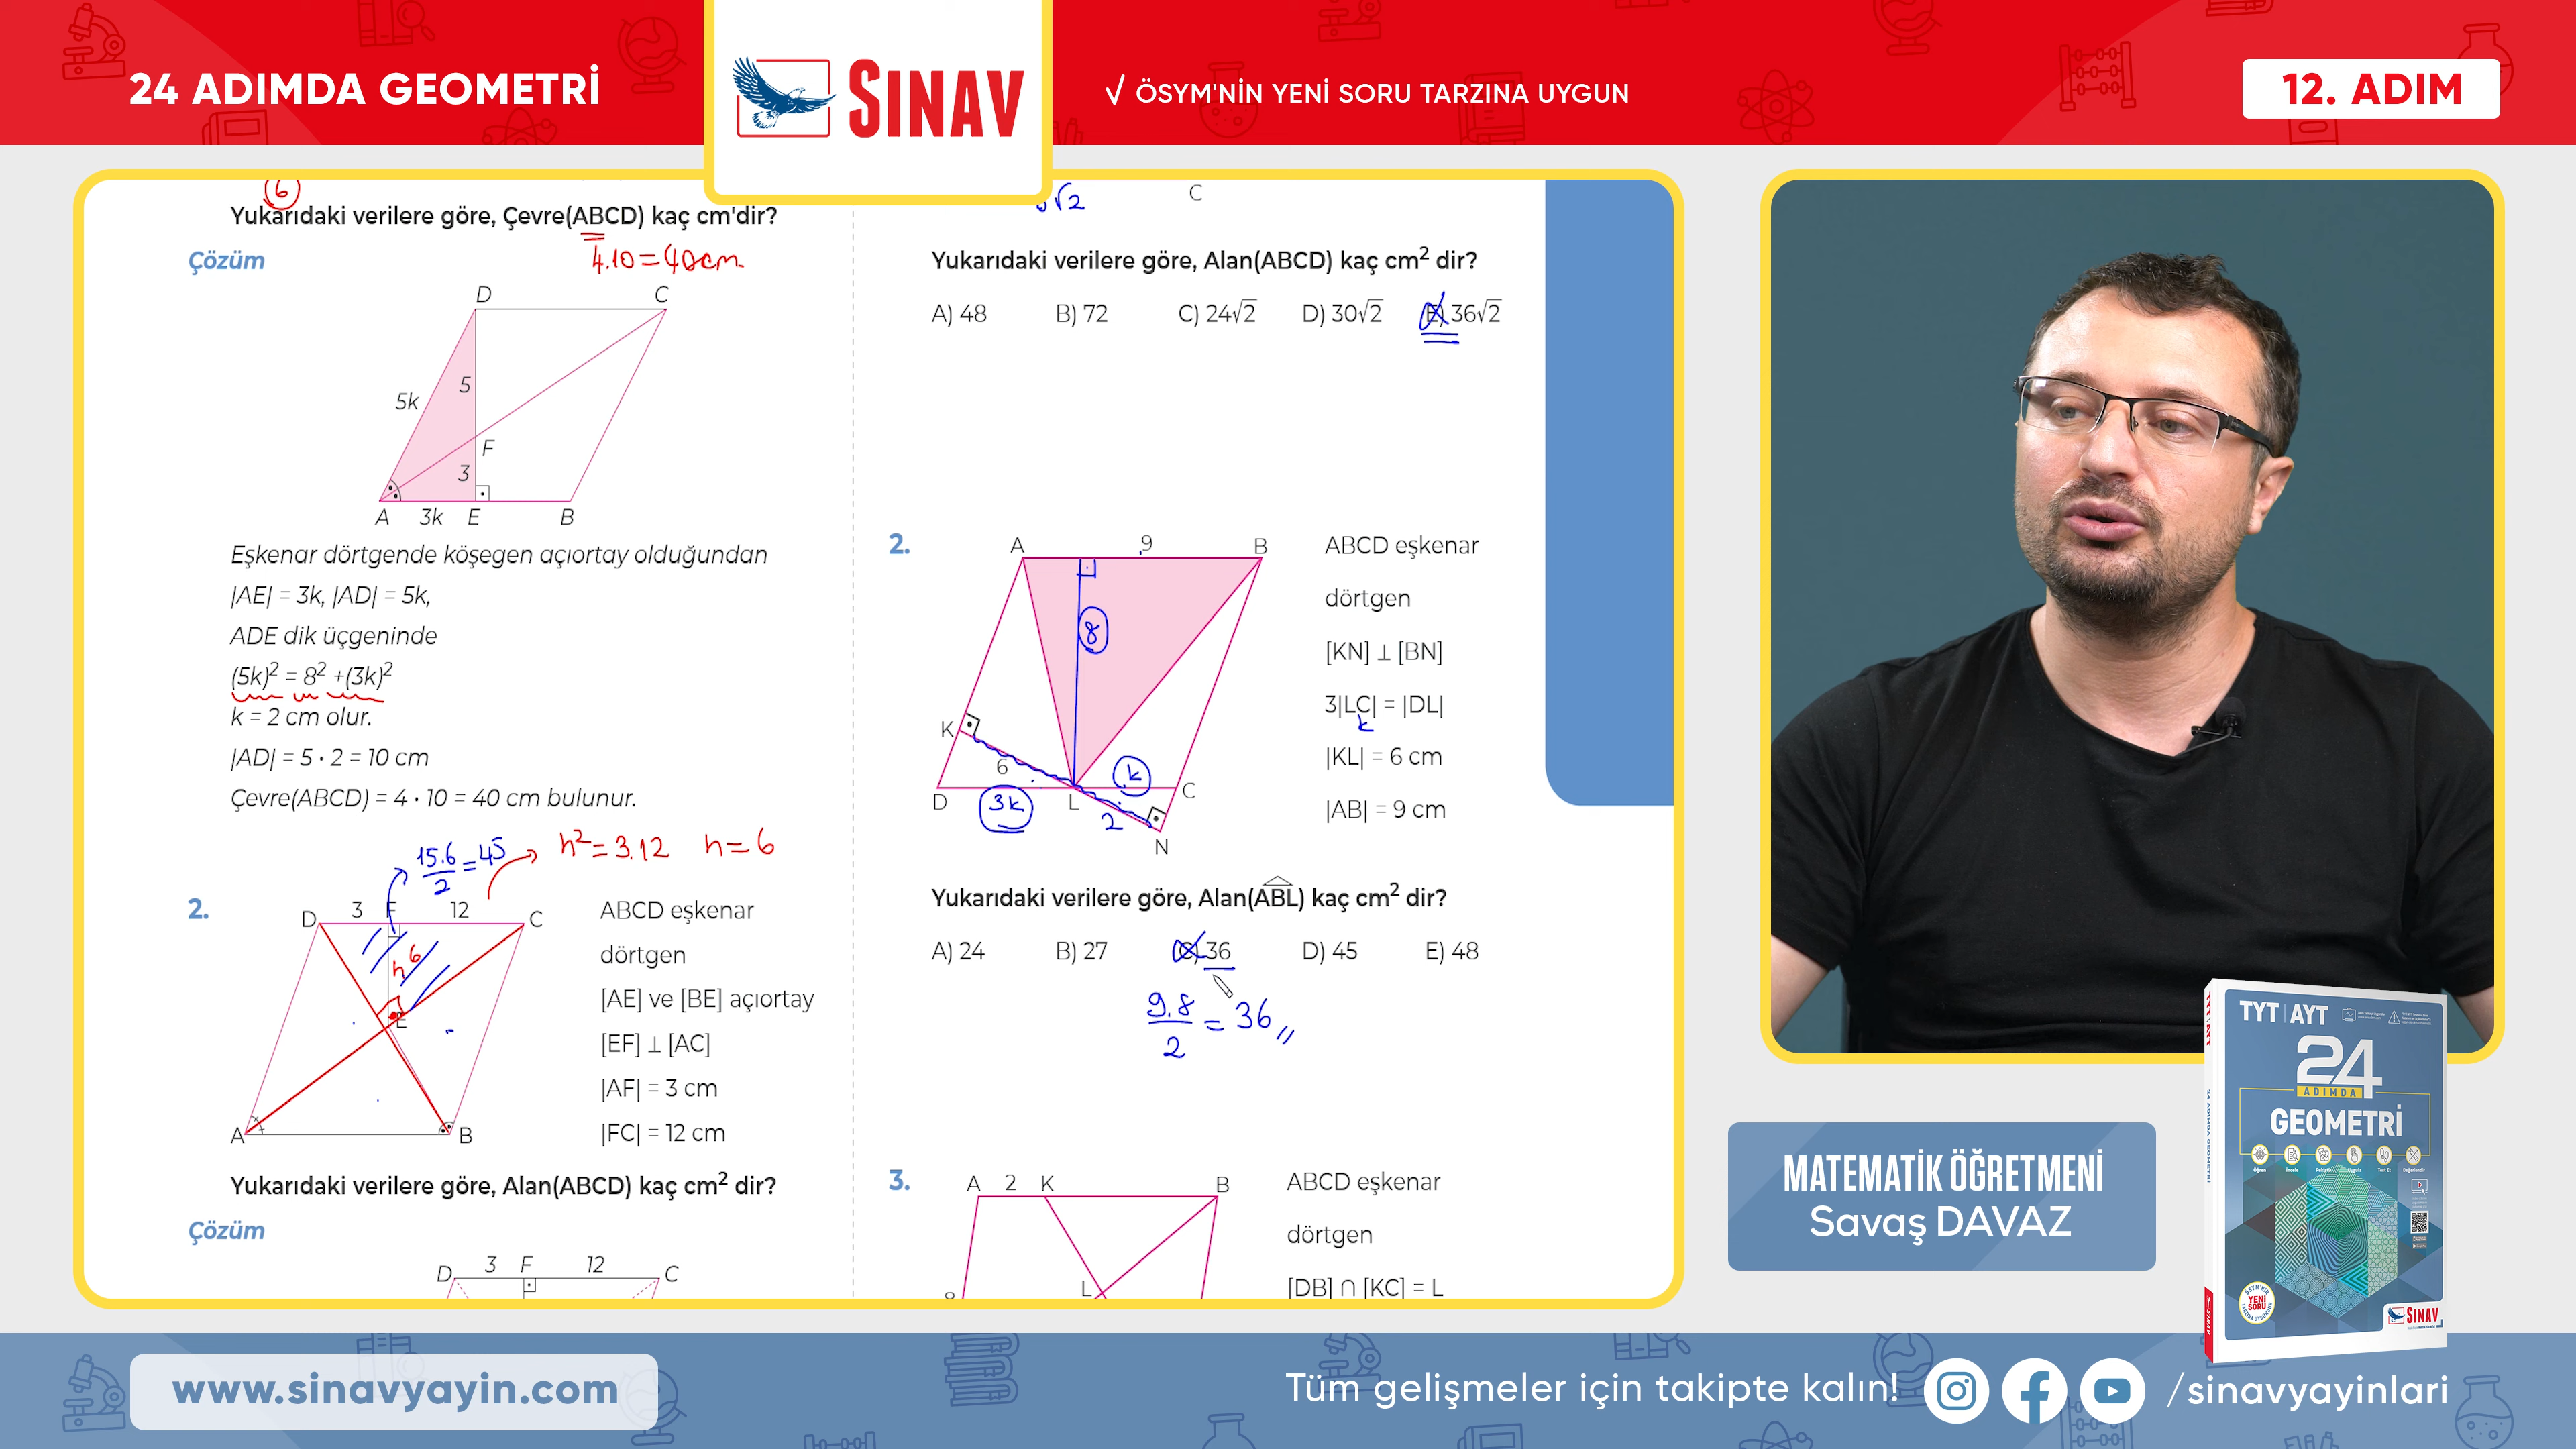 24 ADIMDA GEOMETRİ
SINAV
√ ÖSYM'NİN YENİ SORU TARZINA UYGUN
12. ADIM
6
Yukarıdaki verilere göre, Çevre(ABCD) kaç cm'dir?
4.10=40cm
Çözüm
D C
5
5k
F
3
A 3k E B
Eşkenar dörtgende köşegen açıortay olduğundan
|AE| = 3k, |AD| = 5k,
ADE dik üçgeninde
(5k)² = 8² +(3k)²
k = 2 cm olur.
|AD| = 5 · 2 = 10 cm
Çevre(ABCD) = 4 · 10 = 40 cm bulunur.
15.6/2 = 45
h² = 3.12 h = 6
2.
D 3 F 12 C
h 6
E
A B
ABCD eşkenar
dörtgen
[AE] ve [BE] açıortay
[EF] ⊥ [AC]
|AF| = 3 cm
|FC| = 12 cm
Yukarıdaki verilere göre, Alan(ABCD) kaç cm² dir?
Çözüm
D 3 F 12 C
√2
C
Yukarıdaki verilere göre, Alan(ABCD) kaç cm² dir?
A) 48 B) 72 C) 24√2 D) 30√2 E) 36√2
2.
A 9 B
8
K
6
k
D 3k L C
2
N
ABCD eşkenar
dörtgen
[KN] ⊥ [BN]
3|LC| = |DL|
k
|KL| = 6 cm
|AB| = 9 cm
Yukarıdaki verilere göre, Alan(ABL) kaç cm² dir?
A) 24 B) 27 C) 36 D) 45 E) 48
9.8/2 = 36
3.
A 2 K B
L
ABCD eşkenar
dörtgen
[DB] ∩ [KC] = L
MATEMATİK ÖĞRETMENİ
Savaş DAVAZ
TYT AYT
24
ADIMDA
GEOMETRİ
YENİ
SORU
SINAV
www.sinavyayin.com
Tüm gelişmeler için takipte kalın!
/sinavyayinlari